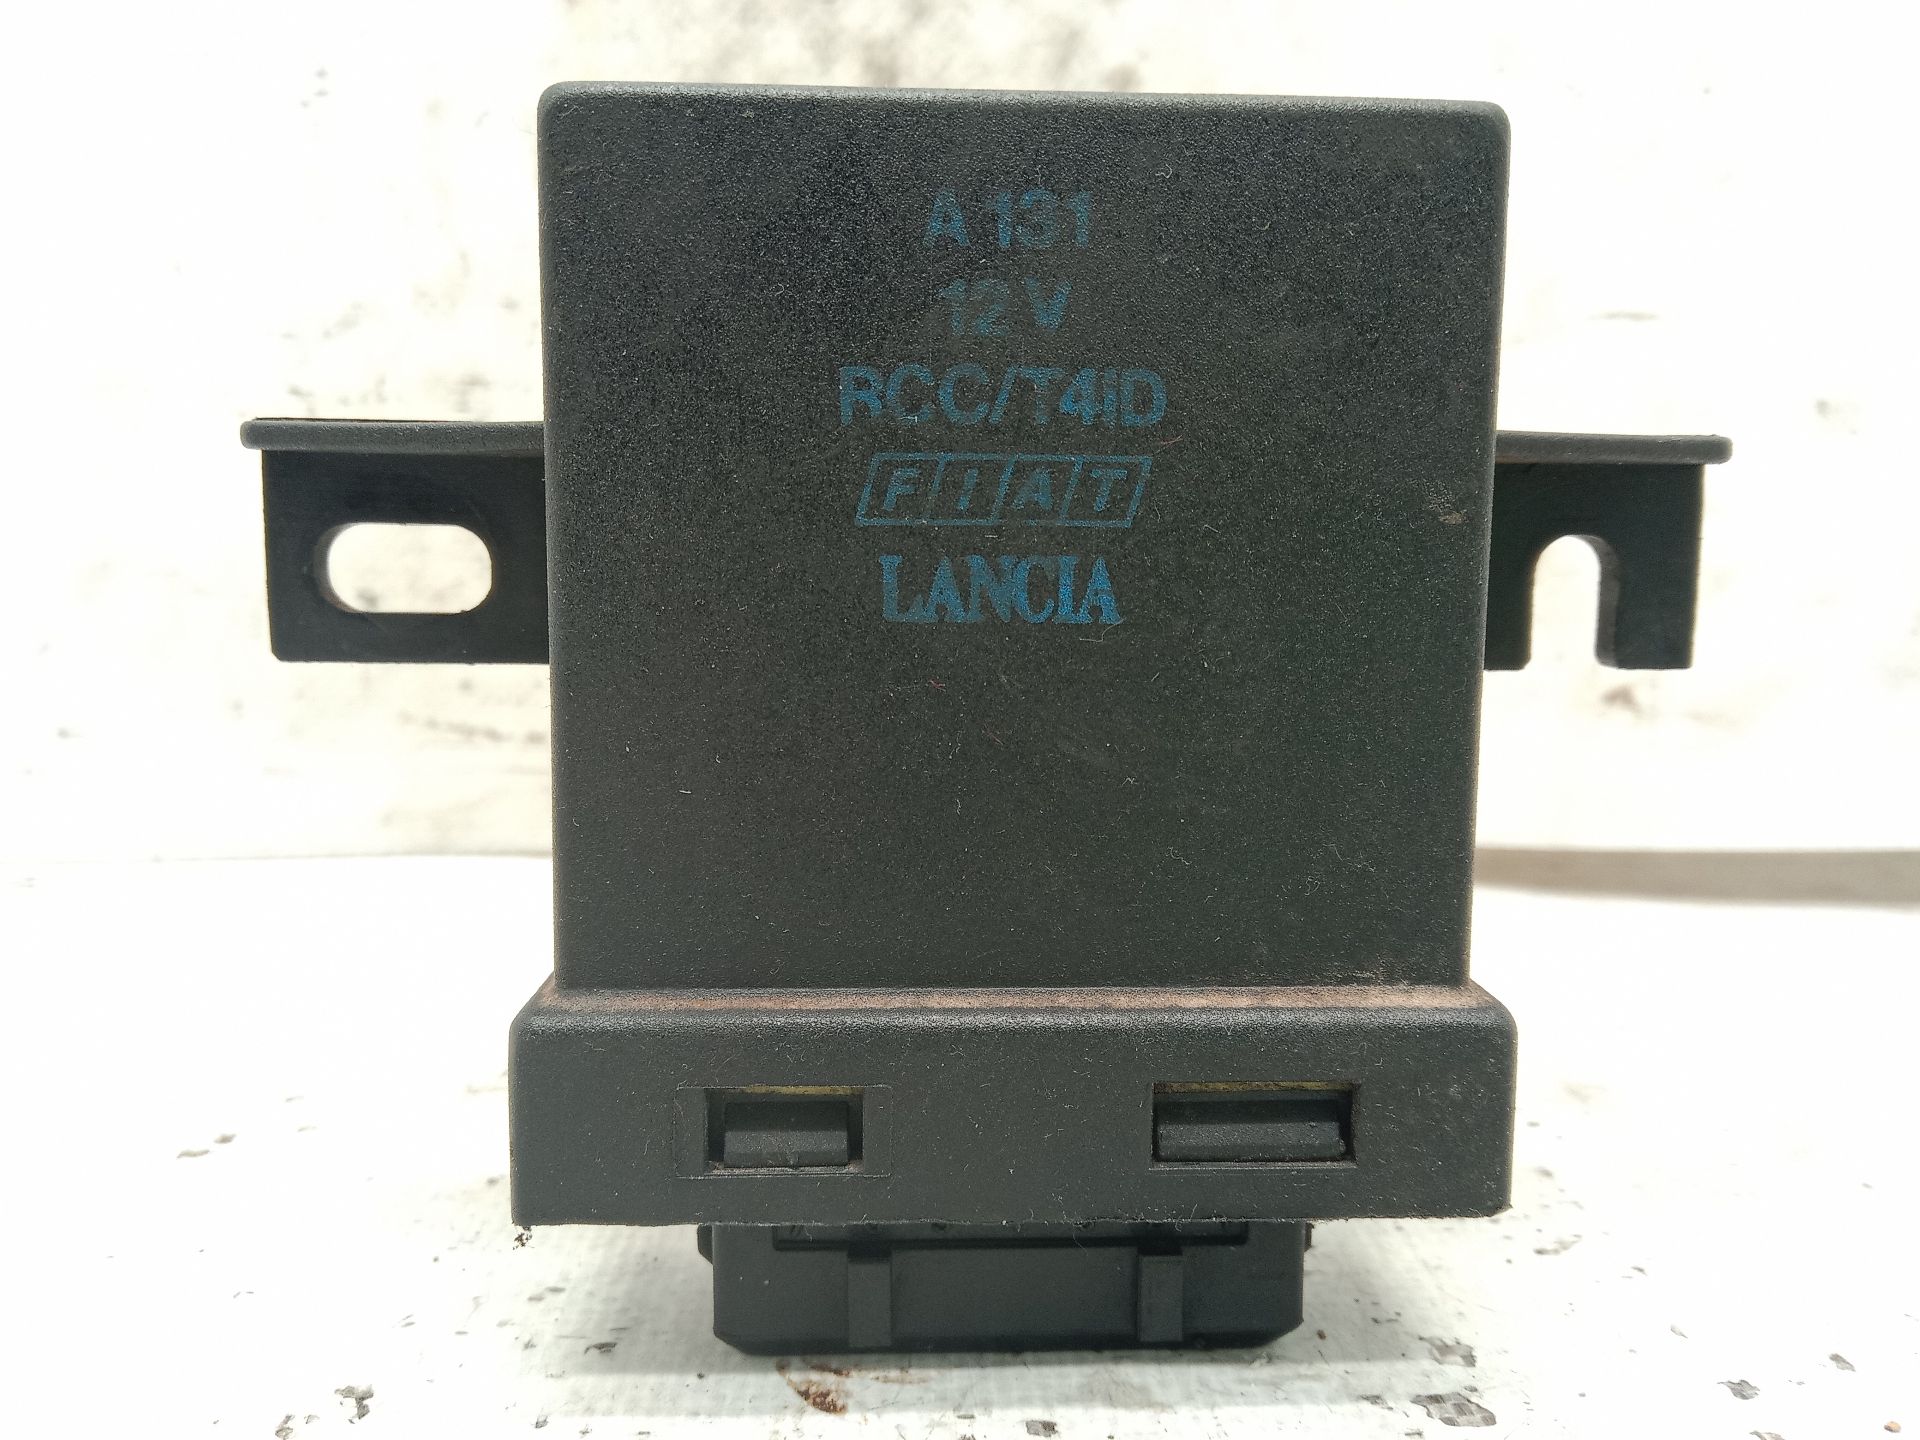 A 131
12 V
RCC/T4iD
FIAT
LANCIA